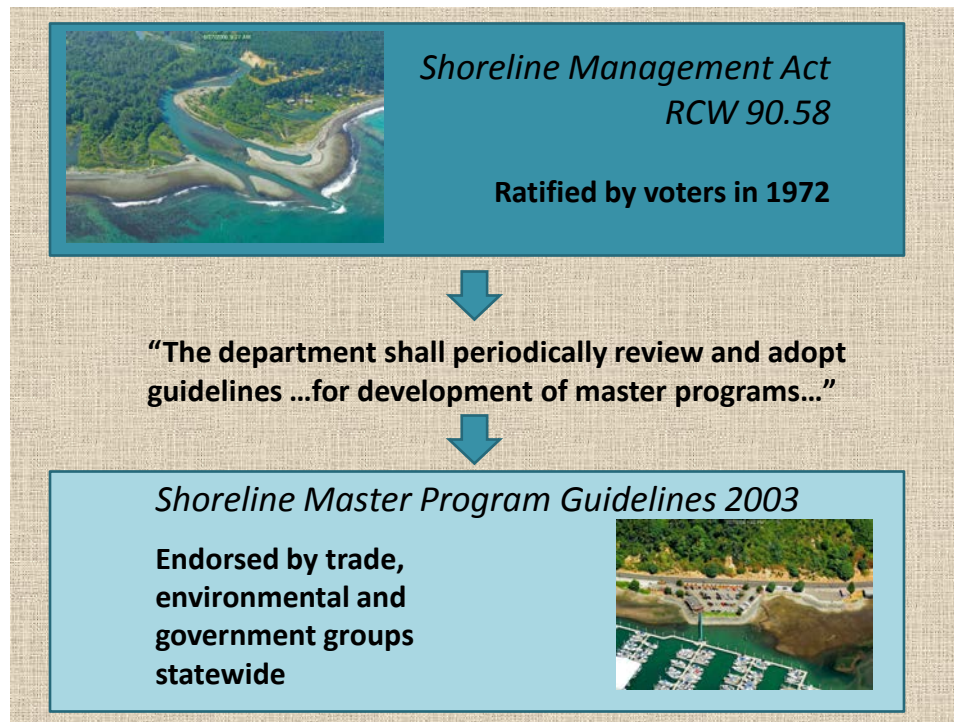 Shoreline Management Act
RCW 90.58
Ratified by voters in 1972
“The department shall periodically review and adopt
guidelines …for development of master programs…”
Shoreline Master Program Guidelines 2003
Endorsed by trade,
environmental and
government groups
statewide